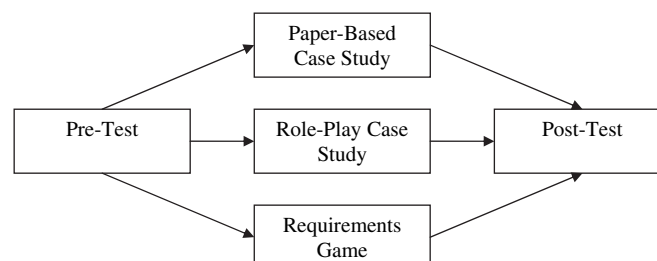 Paper-Based
Case Study
Pre-Test
Role-Play Case
Study
Post-Test
Requirements
Game